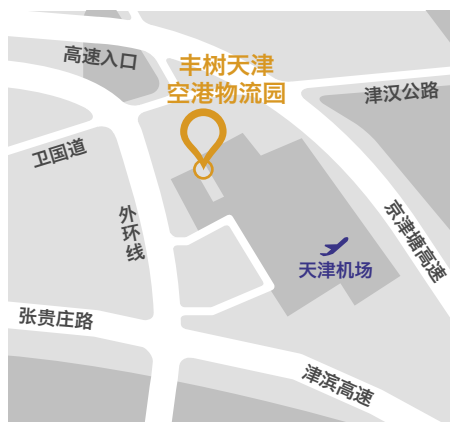 高速入口
丰树天津
空港物流园
津汉公路
卫国道
外环线
京津塘高速
天津机场
张贵庄路
津滨高速